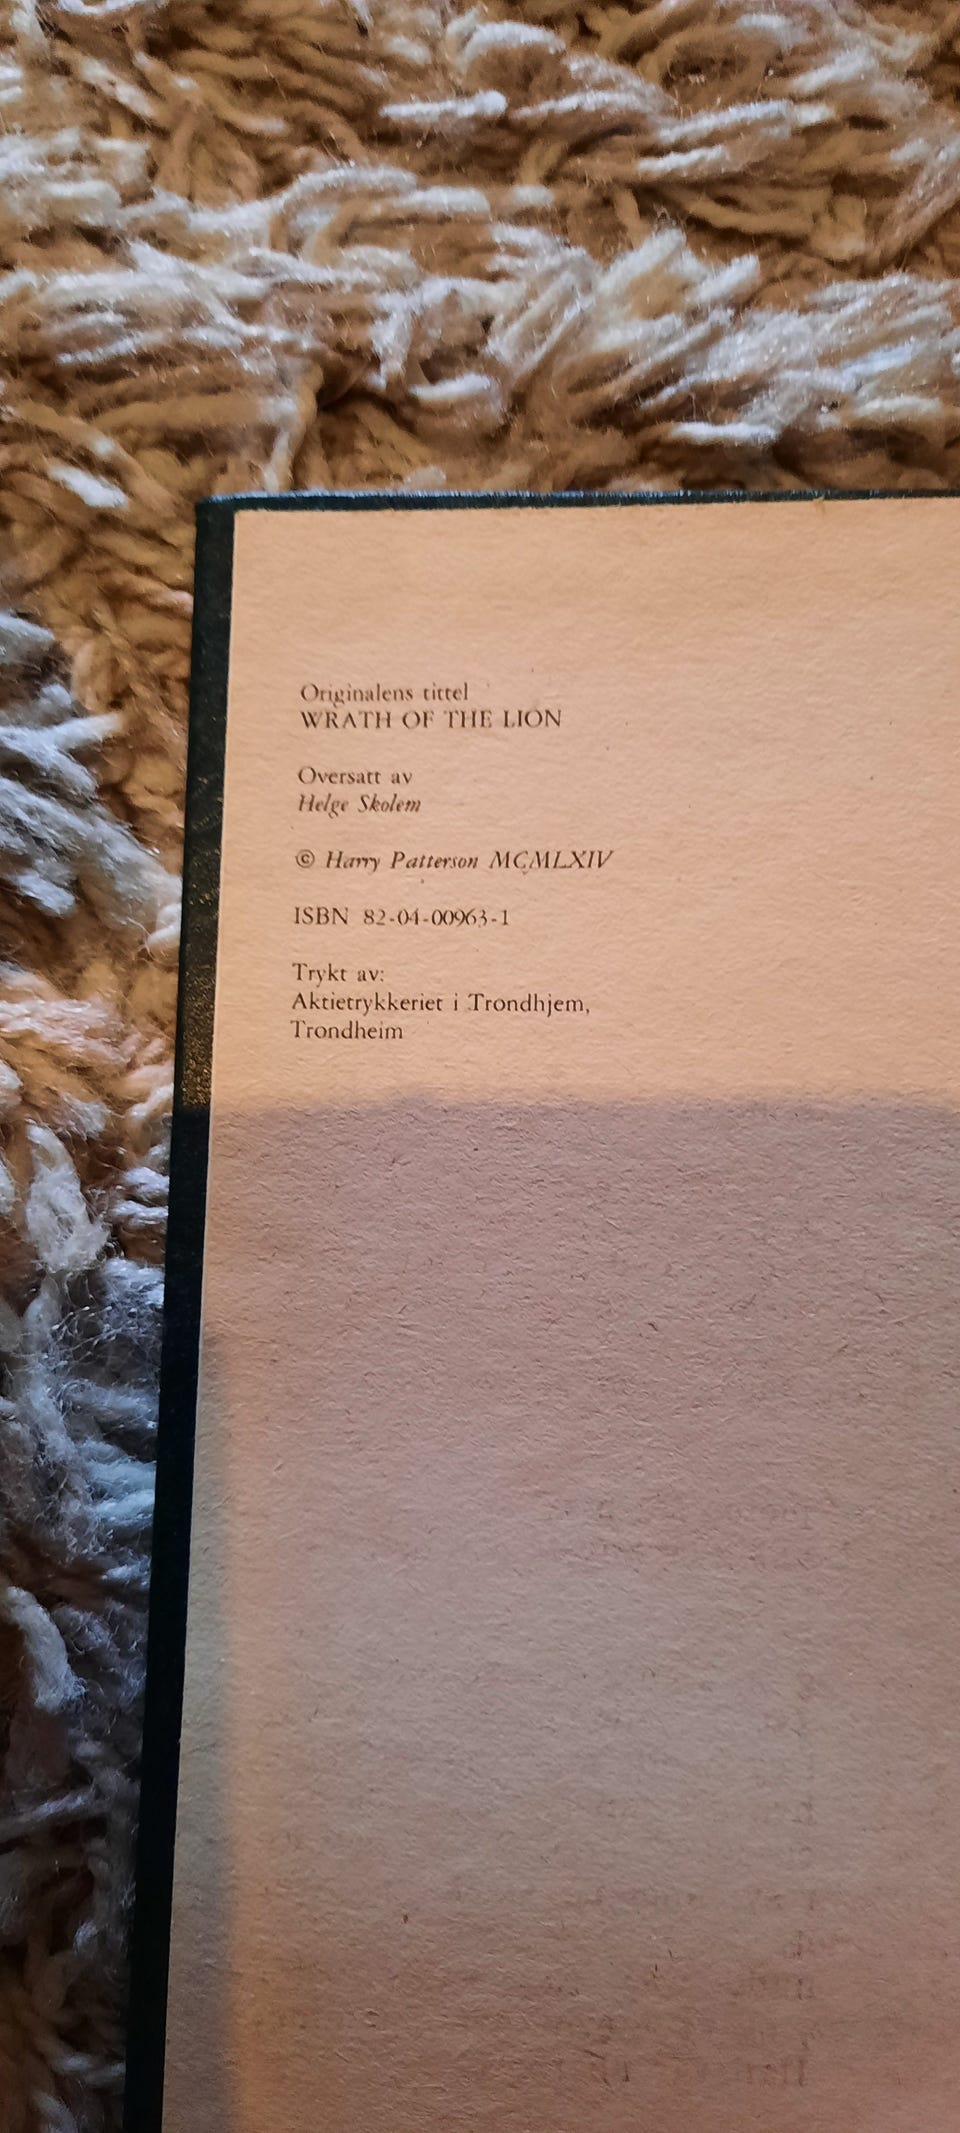 Originalens tittel
WRATH OF THE LION
Oversatt av
Helge Skolem
© Harry Patterson MCMLXIV
ISBN 82-04-00963-1
Trykt av:
Aktietrykkeriet i Trondhjem,
Trondheim